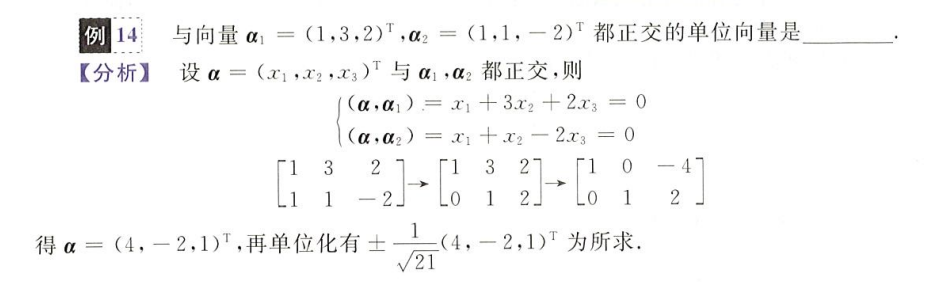 例 14 与向量 α₁ = (1,3,2)ᵀ,α₂ = (1,1,-2)ᵀ 都正交的单位向量是________.
【分析】 设 α = (x₁,x₂,x₃)ᵀ 与 α₁,α₂ 都正交,则
{(α,α₁) = x₁ + 3x₂ + 2x₃ = 0
(α,α₂) = x₁ + x₂ - 2x₃ = 0
[1 3 2; 1 1 -2] → [1 3 2; 0 1 2] → [1 0 -4; 0 1 2]
得 α = (4,-2,1)ᵀ,再单位化有 ± 1/√21 (4,-2,1)ᵀ 为所求.